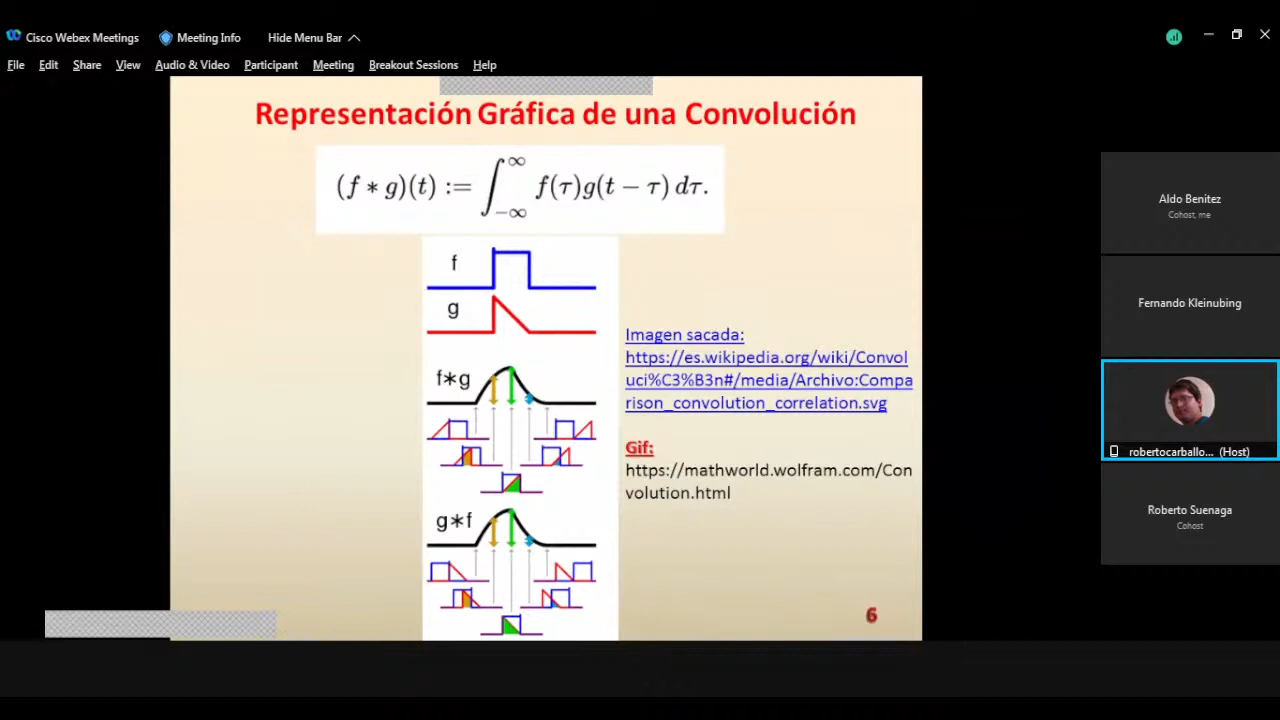 Cisco Webex Meetings Meeting Info Hide Menu Bar
File Edit Share View Audio & Video Participant Meeting Breakout Sessions Help
Representación Gráfica de una Convolución
(f ∗ g)(t) := ∫_{-∞}^{∞} f(τ)g(t − τ) dτ.
f
g
f∗g
g∗f
Imagen sacada:
https://es.wikipedia.org/wiki/Convol
uci%C3%B3n#/media/Archivo:Compa
rison_convolution_correlation.svg
Gif:
https://mathworld.wolfram.com/Con
volution.html
6
Aldo Benitez
Cohost, me
Fernando Kleinubing
robertocarballo... (Host)
Roberto Suenaga
Cohost